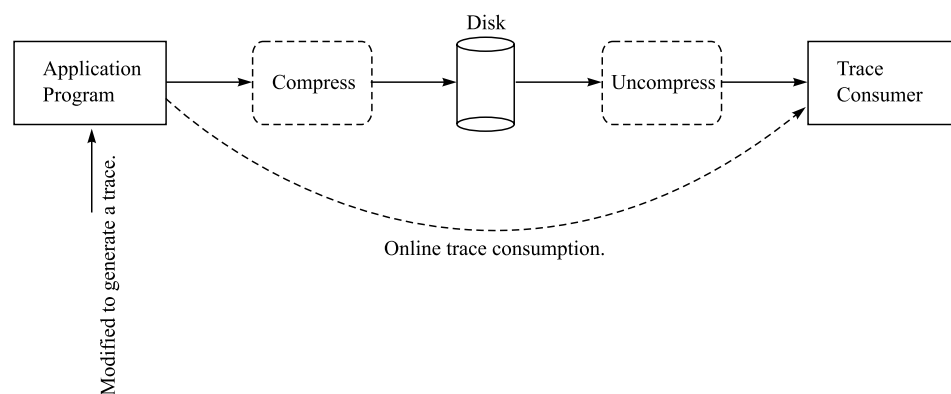 Disk
Application
Program
Compress
Uncompress
Trace
Consumer
Online trace consumption.
Modified to generate a trace.